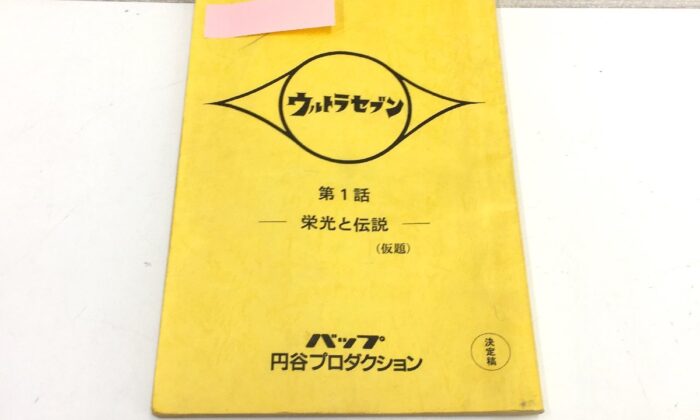 ウルトラセブン
第1話
― 栄光と伝説 ―
(仮題)
バップ
円谷プロダクション
決定稿